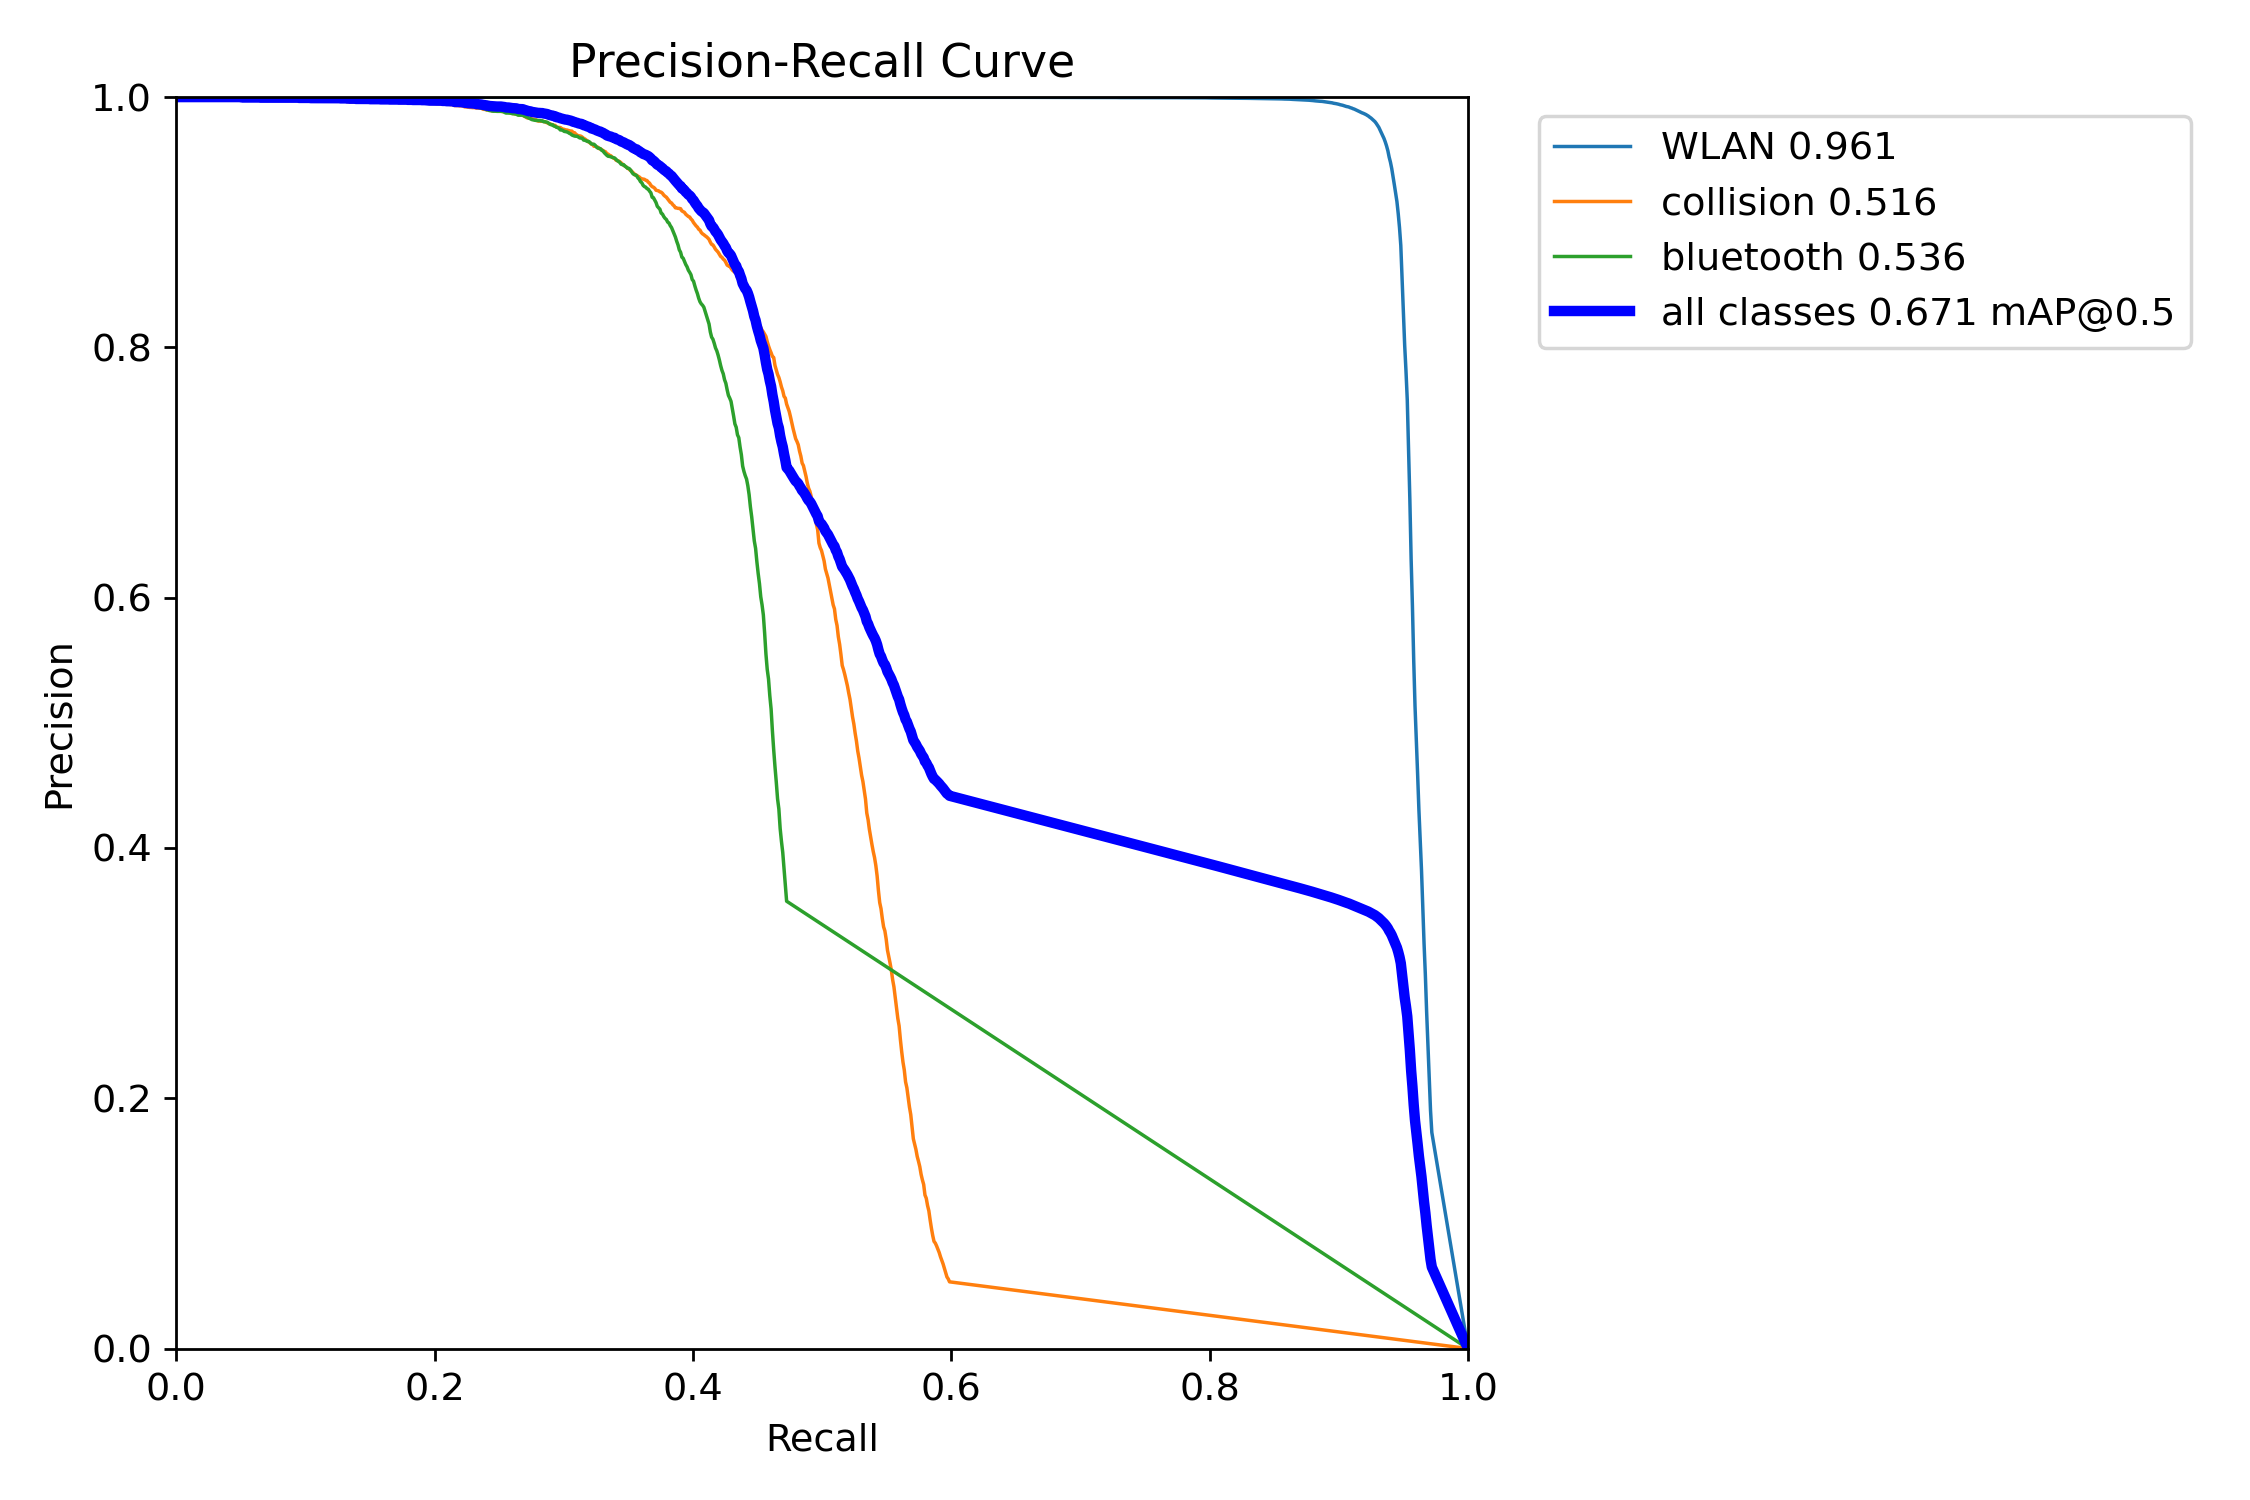 Precision-Recall Curve
1.0
0.8
0.6
0.4
0.2
0.0
Precision
0.0 0.2 0.4 0.6 0.8 1.0
Recall
WLAN 0.961
collision 0.516
bluetooth 0.536
all classes 0.671 mAP@0.5